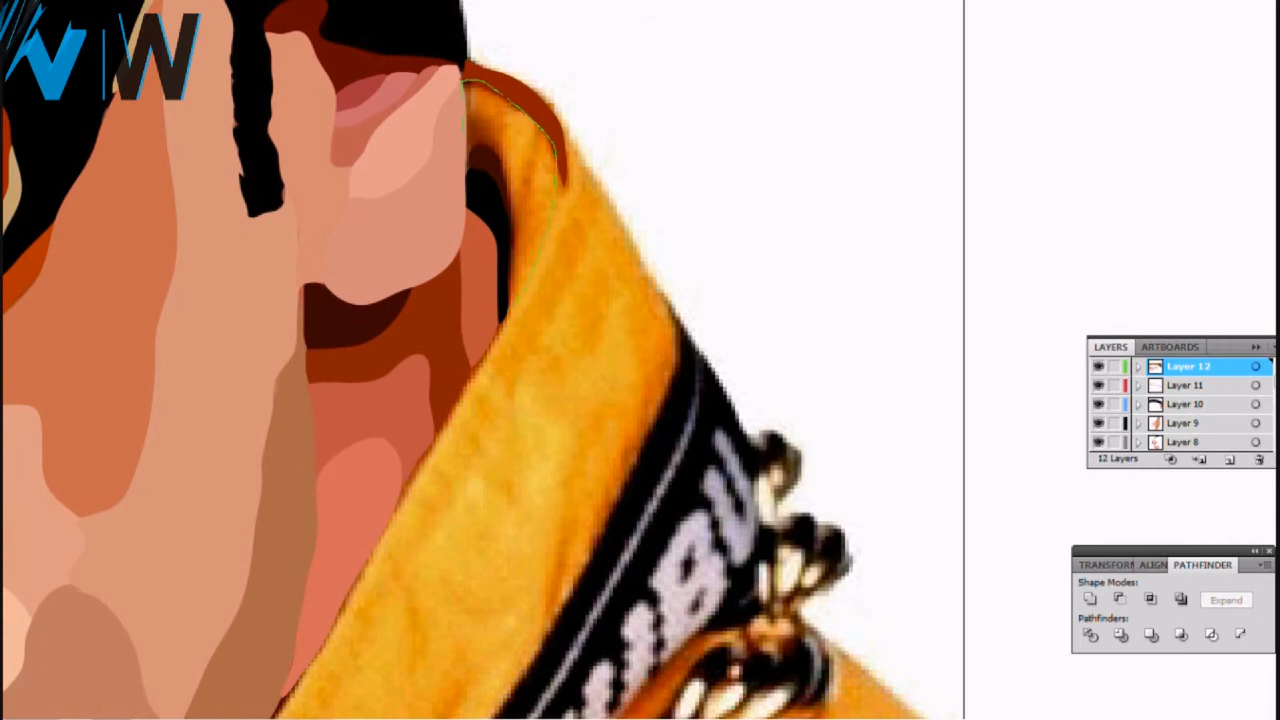 VW
LAYERS ARTBOARDS
Layer 12
Layer 11
Layer 10
Layer 9
Layer 8
12 Layers
TRANSFORM ALIGN PATHFINDER
Shape Modes:
Expand
Pathfinders: